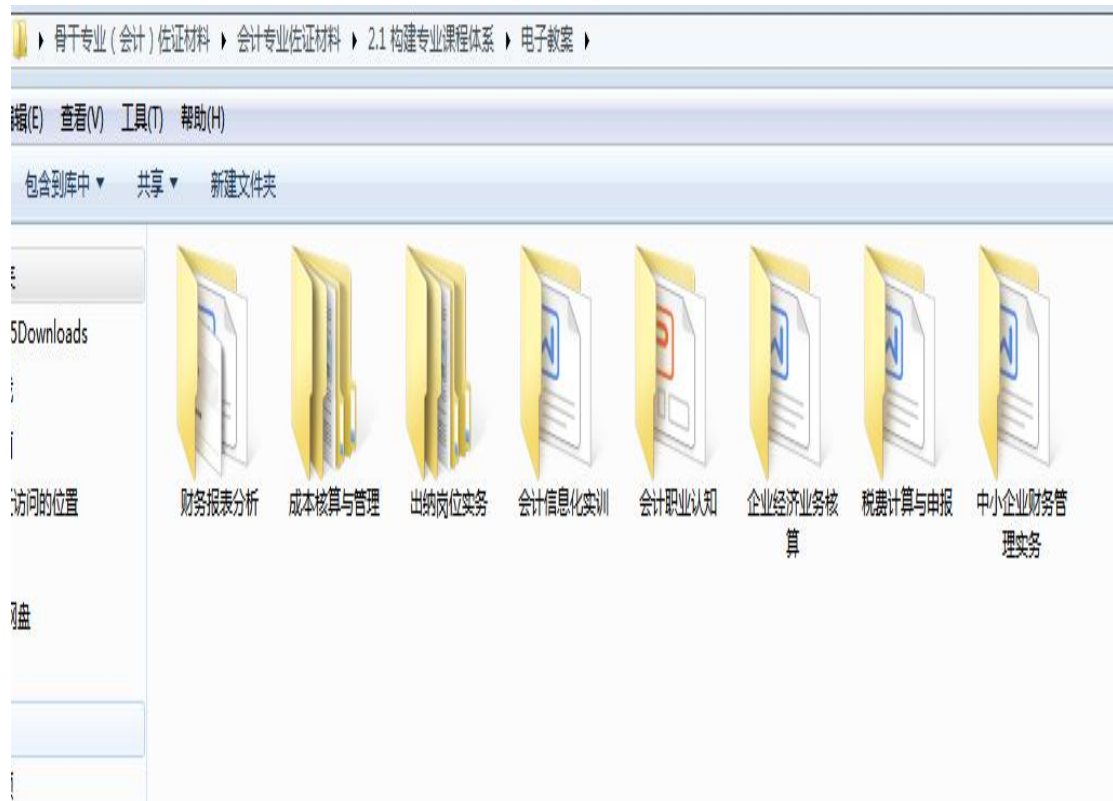 骨干专业（会计）佐证材料 ▸ 会计专业佐证材料 ▸ 2.1 构建专业课程体系 ▸ 电子教案 ▸
(E) 查看(V) 工具(T) 帮助(H)
包含到库中 ▾ 共享 ▾ 新建文件夹
5Downloads
访问的位置
网盘
财务报表分析 成本核算与管理 出纳岗位实务 会计信息化实训 会计职业认知 企业经济业务核 税费计算与申报 中小企业财务管
算 理实务